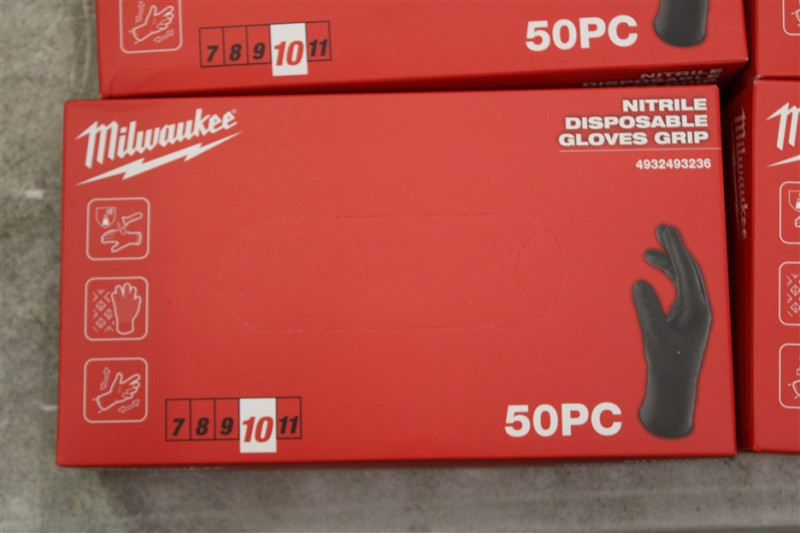 7 8 9 10 11
50PC
NITRILE
Milwaukee
NITRILE
DISPOSABLE
GLOVES GRIP
4932493236
7 8 9 10 11
50PC
Milwaukee